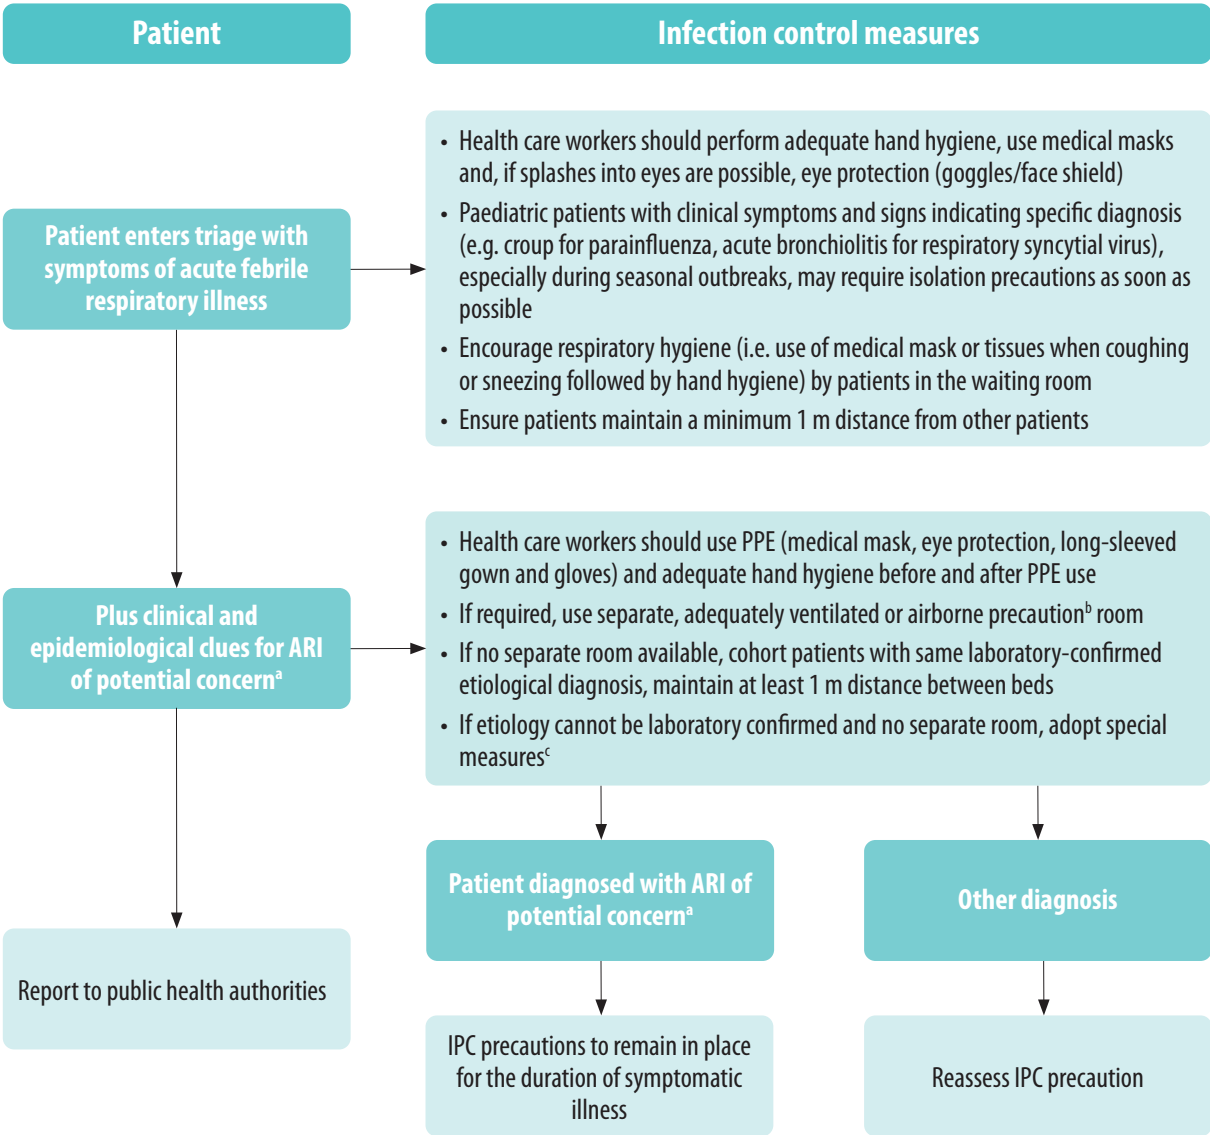 Patient
Infection control measures
Patient enters triage with
symptoms of acute febrile
respiratory illness
• Health care workers should perform adequate hand hygiene, use medical masks
and, if splashes into eyes are possible, eye protection (goggles/face shield)
• Paediatric patients with clinical symptoms and signs indicating specific diagnosis
(e.g. croup for parainfluenza, acute bronchiolitis for respiratory syncytial virus),
especially during seasonal outbreaks, may require isolation precautions as soon as
possible
• Encourage respiratory hygiene (i.e. use of medical mask or tissues when coughing
or sneezing followed by hand hygiene) by patients in the waiting room
• Ensure patients maintain a minimum 1 m distance from other patients
Plus clinical and
epidemiological clues for ARI
of potential concernᵃ
• Health care workers should use PPE (medical mask, eye protection, long-sleeved
gown and gloves) and adequate hand hygiene before and after PPE use
• If required, use separate, adequately ventilated or airborne precautionᵇ room
• If no separate room available, cohort patients with same laboratory-confirmed
etiological diagnosis, maintain at least 1 m distance between beds
• If etiology cannot be laboratory confirmed and no separate room, adopt special
measuresᶜ
Report to public health authorities
Patient diagnosed with ARI of
potential concernᵃ
Other diagnosis
IPC precautions to remain in place
for the duration of symptomatic
illness
Reassess IPC precaution